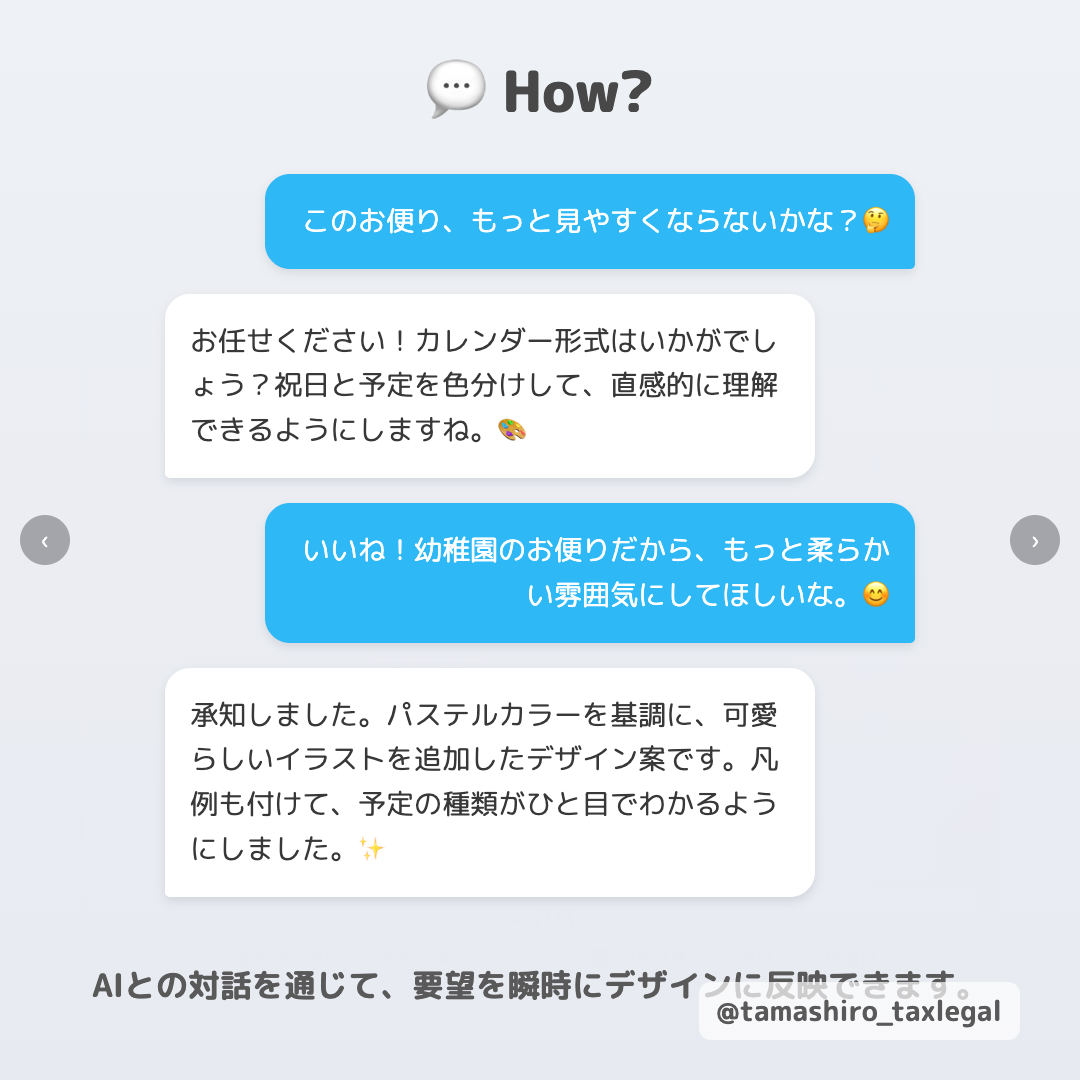 💬 How?
このお便り、もっと見やすくならないかな？🤔
お任せください！カレンダー形式はいかがでし
ょう？祝日と予定を色分けして、直感的に理解
できるようにしますね。🎨
いいね！幼稚園のお便りだから、もっと柔らか
い雰囲気にしてほしいな。😊
‹
›
承知しました。パステルカラーを基調に、可愛
らしいイラストを追加したデザイン案です。凡
例も付けて、予定の種類がひと目でわかるよう
にしました。✨
AIとの対話を通じて、要望を瞬時にデザインに反映できます。
@tamashiro_taxlegal